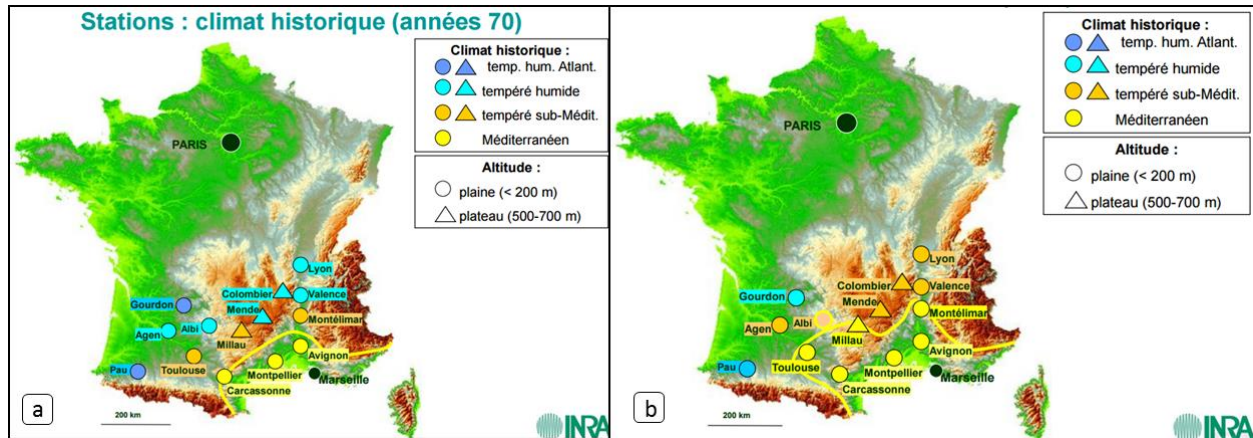 Stations : climat historique (années 70)
Climat historique :
temp. hum. Atlant.
tempéré humide
tempéré sub-Médit.
Méditerranéen
Altitude :
plaine (< 200 m)
plateau (500-700 m)
PARIS
Lyon
Colombier
Valence
Gourdon
Mende
Montélimar
Agen
Albi
Millau
Avignon
Pau
Toulouse
Montpellier
Marseille
Carcassonne
a
200 km
INRA
Climat historique :
temp. hum. Atlant.
tempéré humide
tempéré sub-Médit.
Méditerranéen
Altitude :
plaine (< 200 m)
plateau (500-700 m)
PARIS
Lyon
Colombier
Valence
Gourdon
Mende
Montélimar
Agen
Albi
Millau
Avignon
Pau
Toulouse
Montpellier
Marseille
Carcassonne
b
200 km
INRA